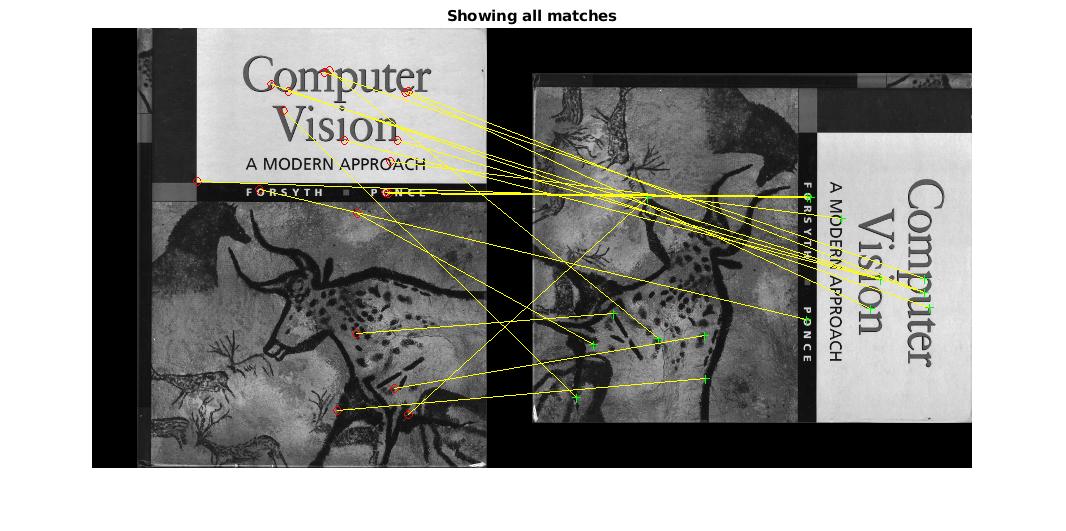 Showing all matches
Computer
Vision
A MODERN APPROACH
FORSYTH PONCE
Computer
Vision
A MODERN APPROACH
FORSYTH PONCE